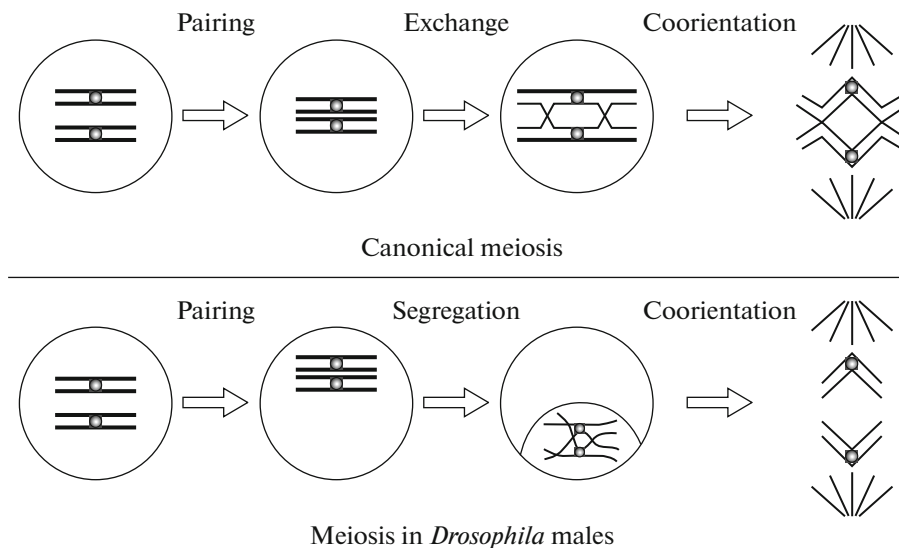 Pairing Exchange Coorientation
Canonical meiosis
Pairing Segregation Coorientation
Meiosis in Drosophila males